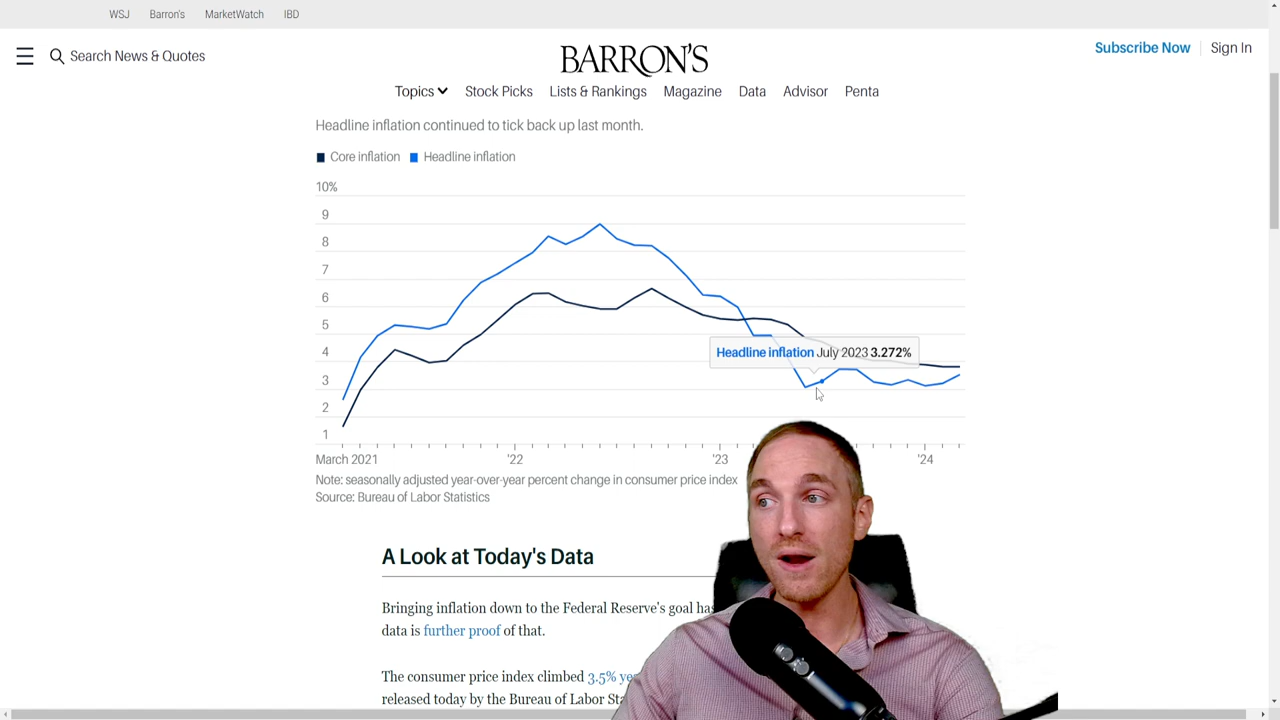 WSJ Barron's MarketWatch IBD
Search News & Quotes
BARRON'S
Subscribe Now Sign In
Topics Stock Picks Lists & Rankings Magazine Data Advisor Penta
Headline inflation continued to tick back up last month.
Core inflation Headline inflation
10%
9
8
7
6
5
4
3
2
1
Headline inflation July 2023 3.272%
March 2021 '22 '23 '24
Note: seasonally adjusted year-over-year percent change in consumer price index
Source: Bureau of Labor Statistics
A Look at Today's Data
Bringing inflation down to the Federal Reserve's goal has
data is further proof of that.
The consumer price index climbed 3.5%
released today by the Bureau of Labor